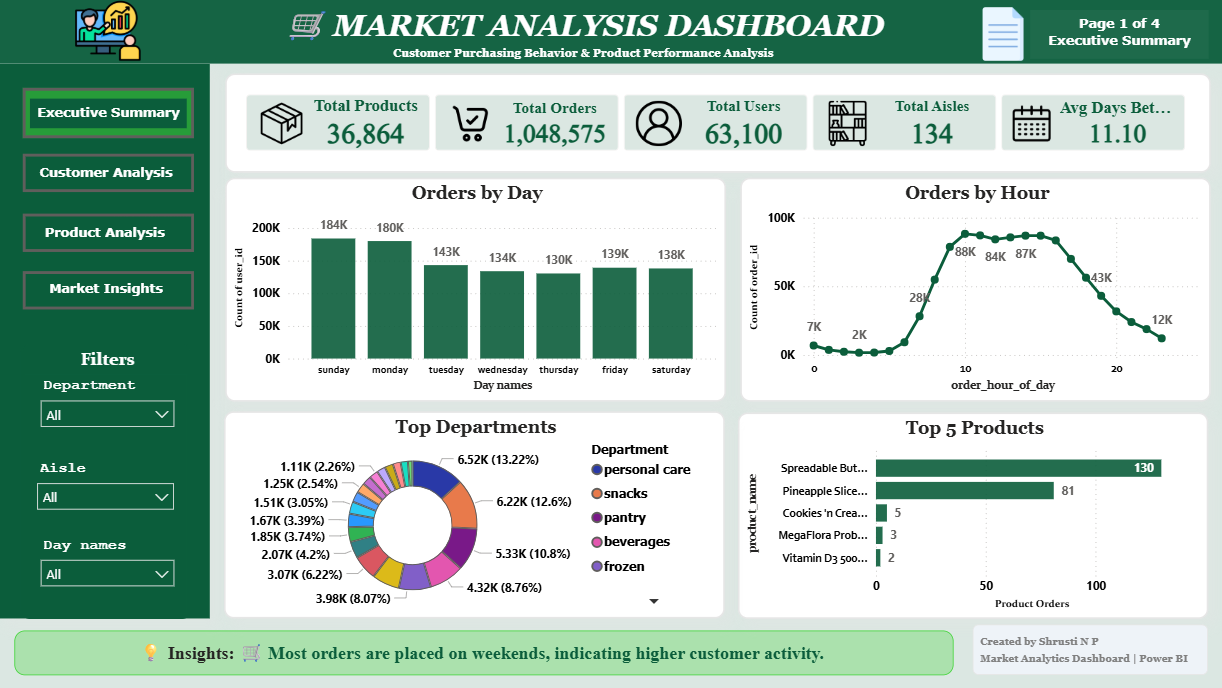 MARKET ANALYSIS DASHBOARD
Customer Purchasing Behavior & Product Performance Analysis
Page 1 of 4
Executive Summary
Executive Summary
Customer Analysis
Product Analysis
Market Insights
Filters
Department
All
Aisle
All
Day names
All
Total Products
36,864
Total Orders
1,048,575
Total Users
63,100
Total Aisles
134
Avg Days Bet...
11.10
Orders by Day
Count of user_id
200K
150K
100K
50K
0K
184K
180K
143K
134K
130K
139K
138K
sunday
monday
tuesday
wednesday
thursday
friday
saturday
Day names
Orders by Hour
Count of order_id
100K
50K
0K
7K
2K
28K
88K
84K
87K
43K
12K
0
10
20
order_hour_of_day
Top Departments
6.52K (13.22%)
6.22K (12.6%)
5.33K (10.8%)
4.32K (8.76%)
3.98K (8.07%)
3.07K (6.22%)
2.07K (4.2%)
1.85K (3.74%)
1.67K (3.39%)
1.51K (3.05%)
1.25K (2.54%)
1.11K (2.26%)
Department
personal care
snacks
pantry
beverages
frozen
Top 5 Products
product_name
Spreadable But...
130
Pineapple Slice...
81
Cookies 'n Crea...
5
MegaFlora Prob...
3
Vitamin D3 500...
2
0
50
100
Product Orders
Insights: Most orders are placed on weekends, indicating higher customer activity.
Created by Shrusti N P
Market Analytics Dashboard | Power BI